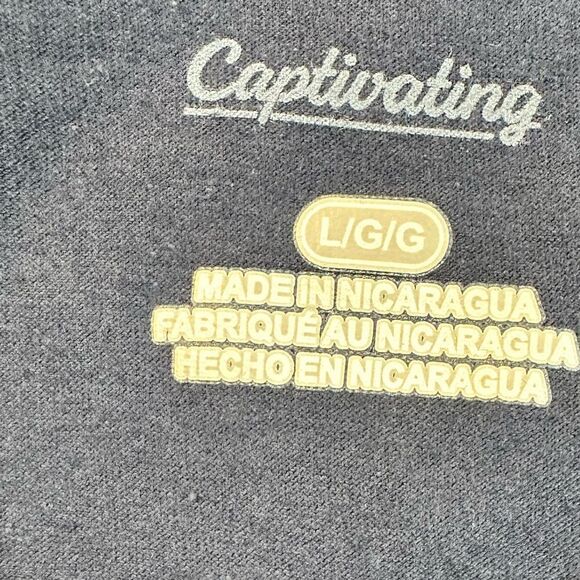 Captivating
L/G/G
MADE IN NICARAGUA
FABRIQUÉ AU NICARAGUA
HECHO EN NICARAGUA